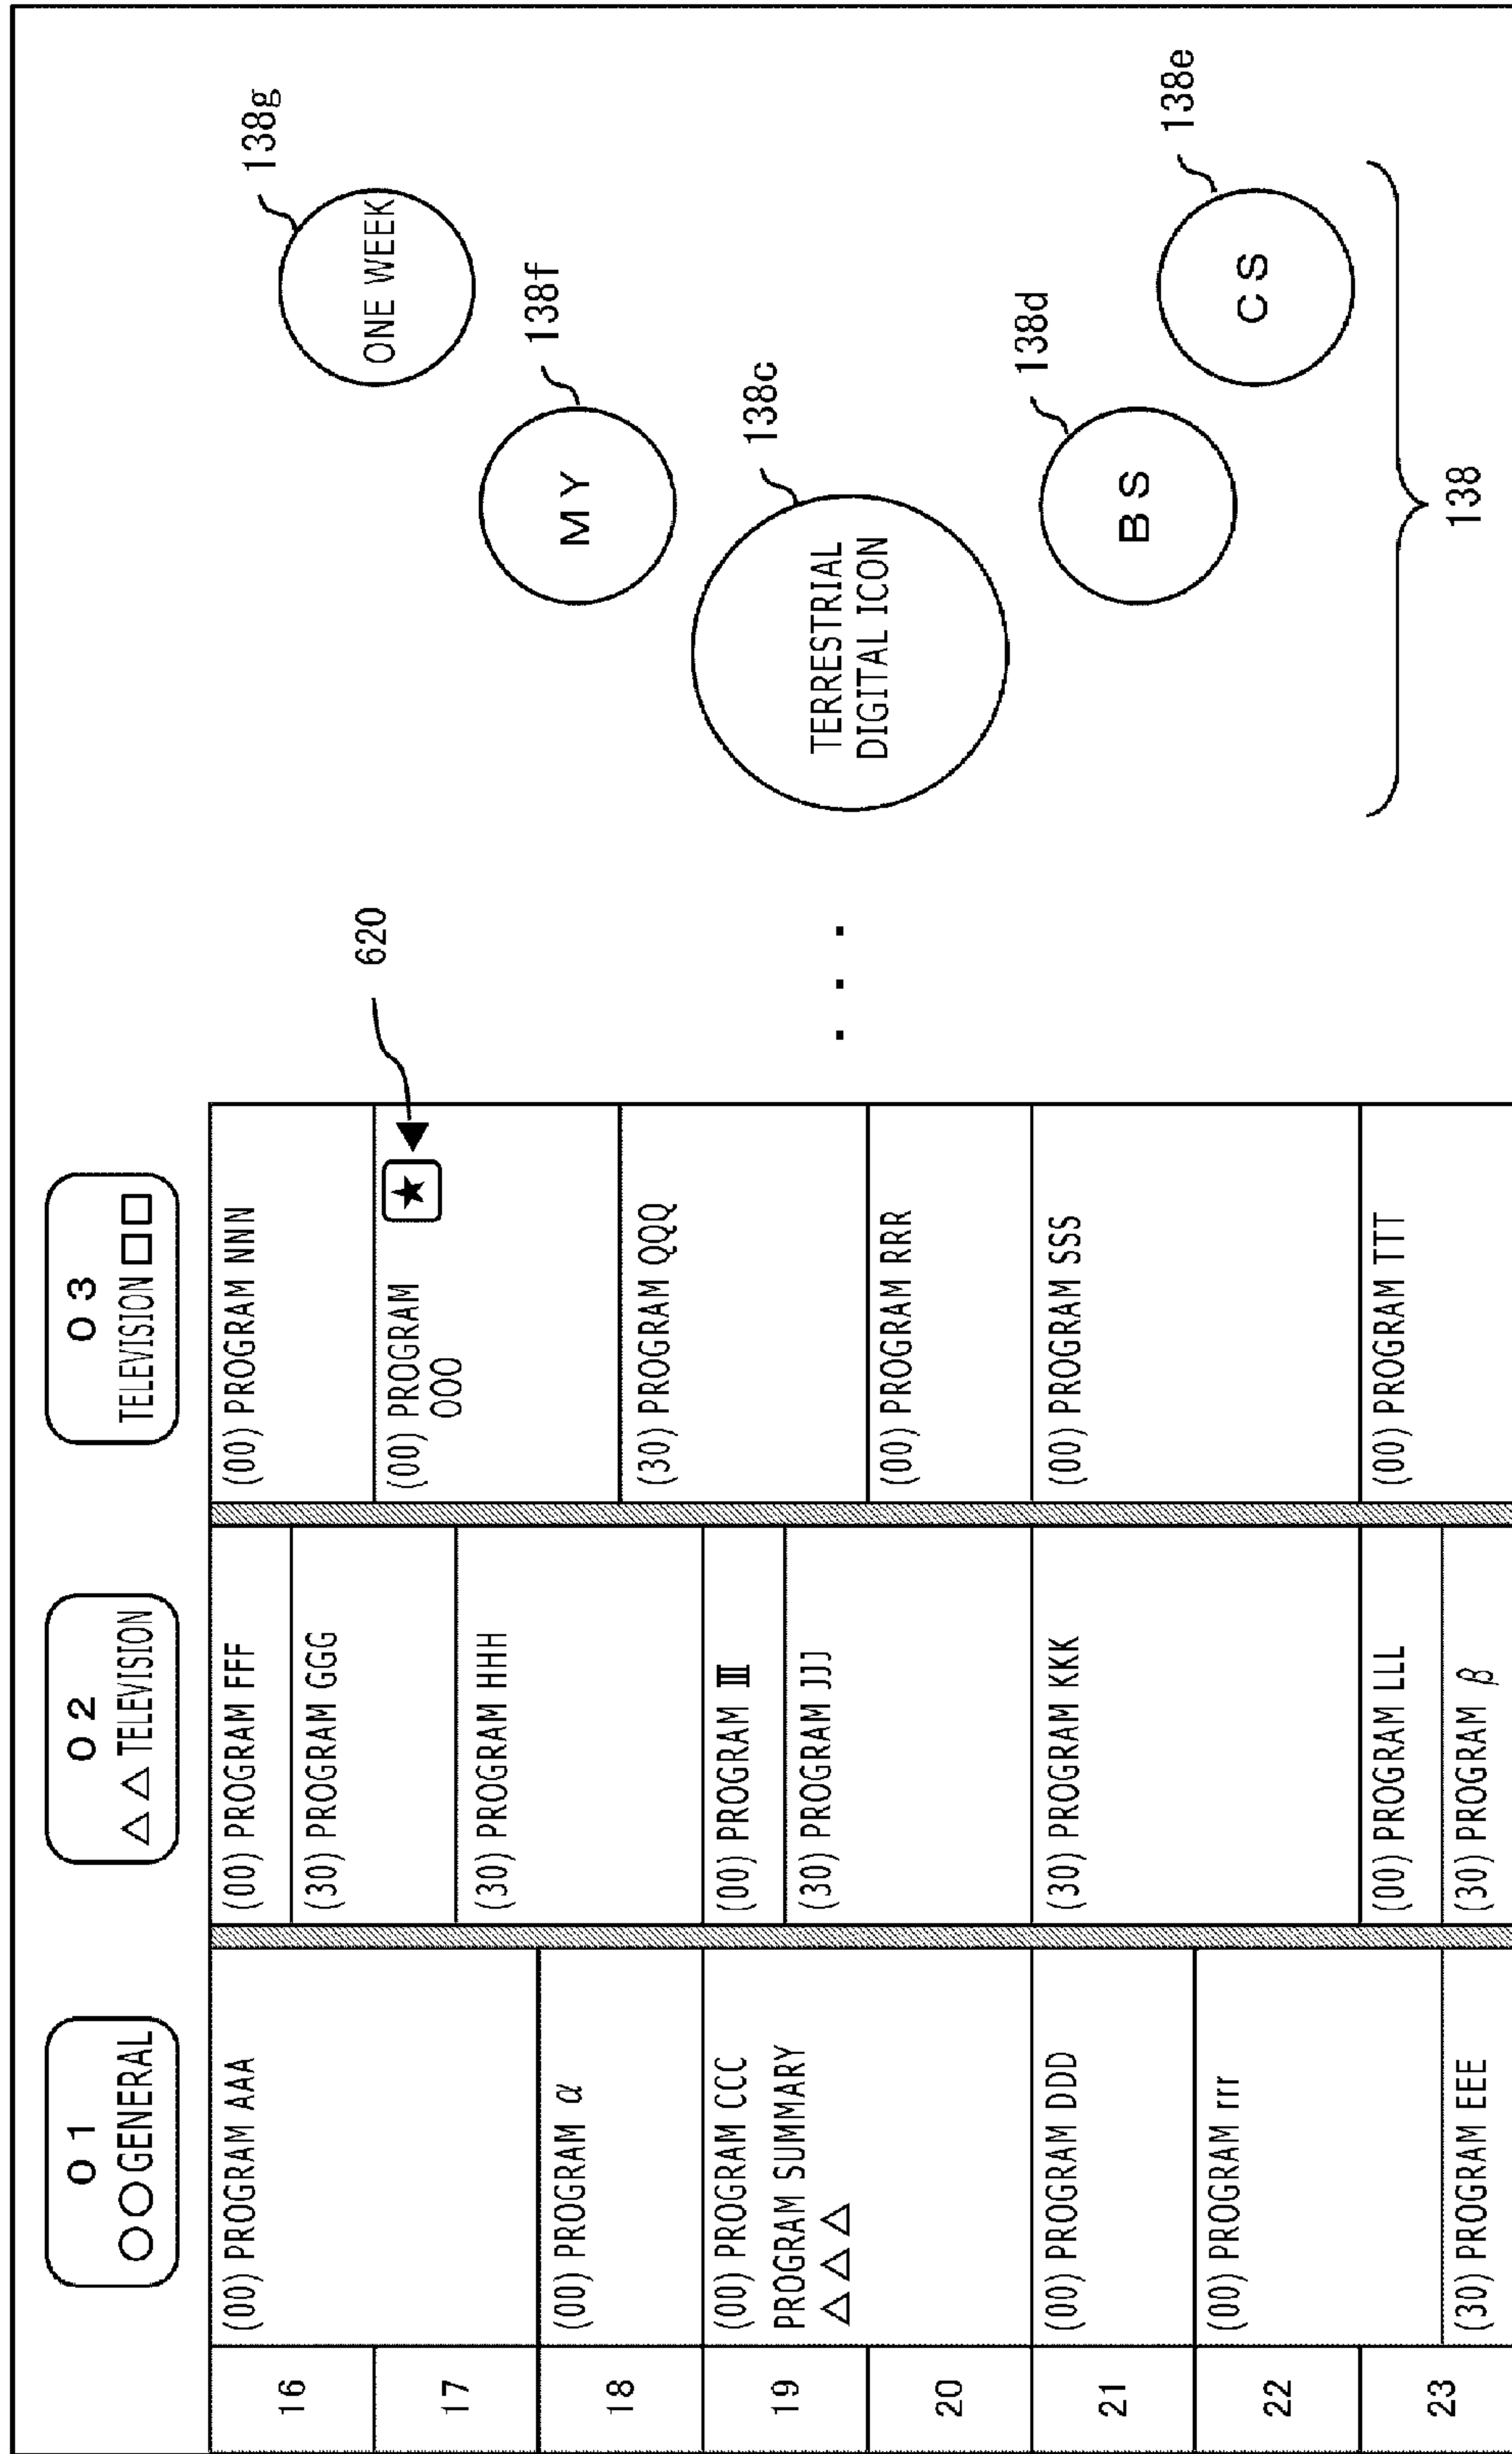 01
○○GENERAL
02
△△TELEVISION
03
TELEVISION□□
16
17
18
19
20
21
22
23
(00) PROGRAM AAA
(00) PROGRAM α
(00) PROGRAM CCC
PROGRAM SUMMARY
△△△
(00) PROGRAM DDD
(00) PROGRAM rrr
(30) PROGRAM EEE
(00) PROGRAM FFF
(30) PROGRAM GGG
(30) PROGRAM HHH
(00) PROGRAM III
(30) PROGRAM JJJ
(30) PROGRAM KKK
(00) PROGRAM LLL
(30) PROGRAM β
(00) PROGRAM NNN
(00) PROGRAM
OOO
★
620
(30) PROGRAM QQQ
(00) PROGRAM RRR
(00) PROGRAM SSS
(00) PROGRAM TTT
. . .
ONE WEEK
138g
MY
138f
TERRESTRIAL
DIGITAL ICON
138c
BS
138d
CS
138e
138